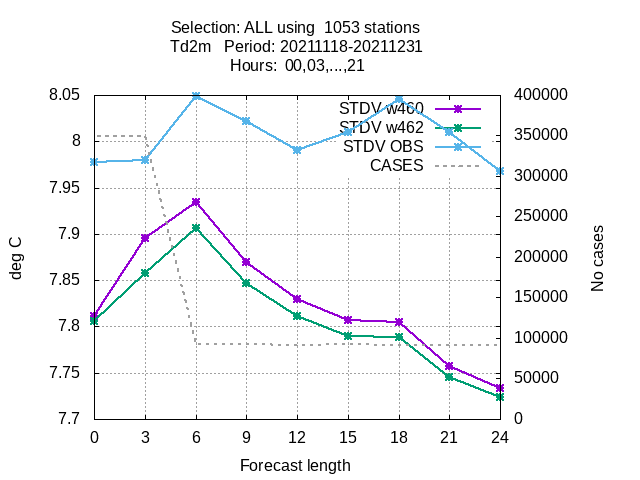 Selection: ALL using  1053 stations
Td2m   Period: 20211118-20211231
Hours:  00,03,...,21
8.05
8
7.95
7.9
7.85
7.8
7.75
7.7
400000
350000
300000
250000
200000
150000
100000
50000
0
STDV w460
STDV w462
STDV OBS
CASES
deg C
No cases
0 3 6 9 12 15 18 21 24
Forecast length